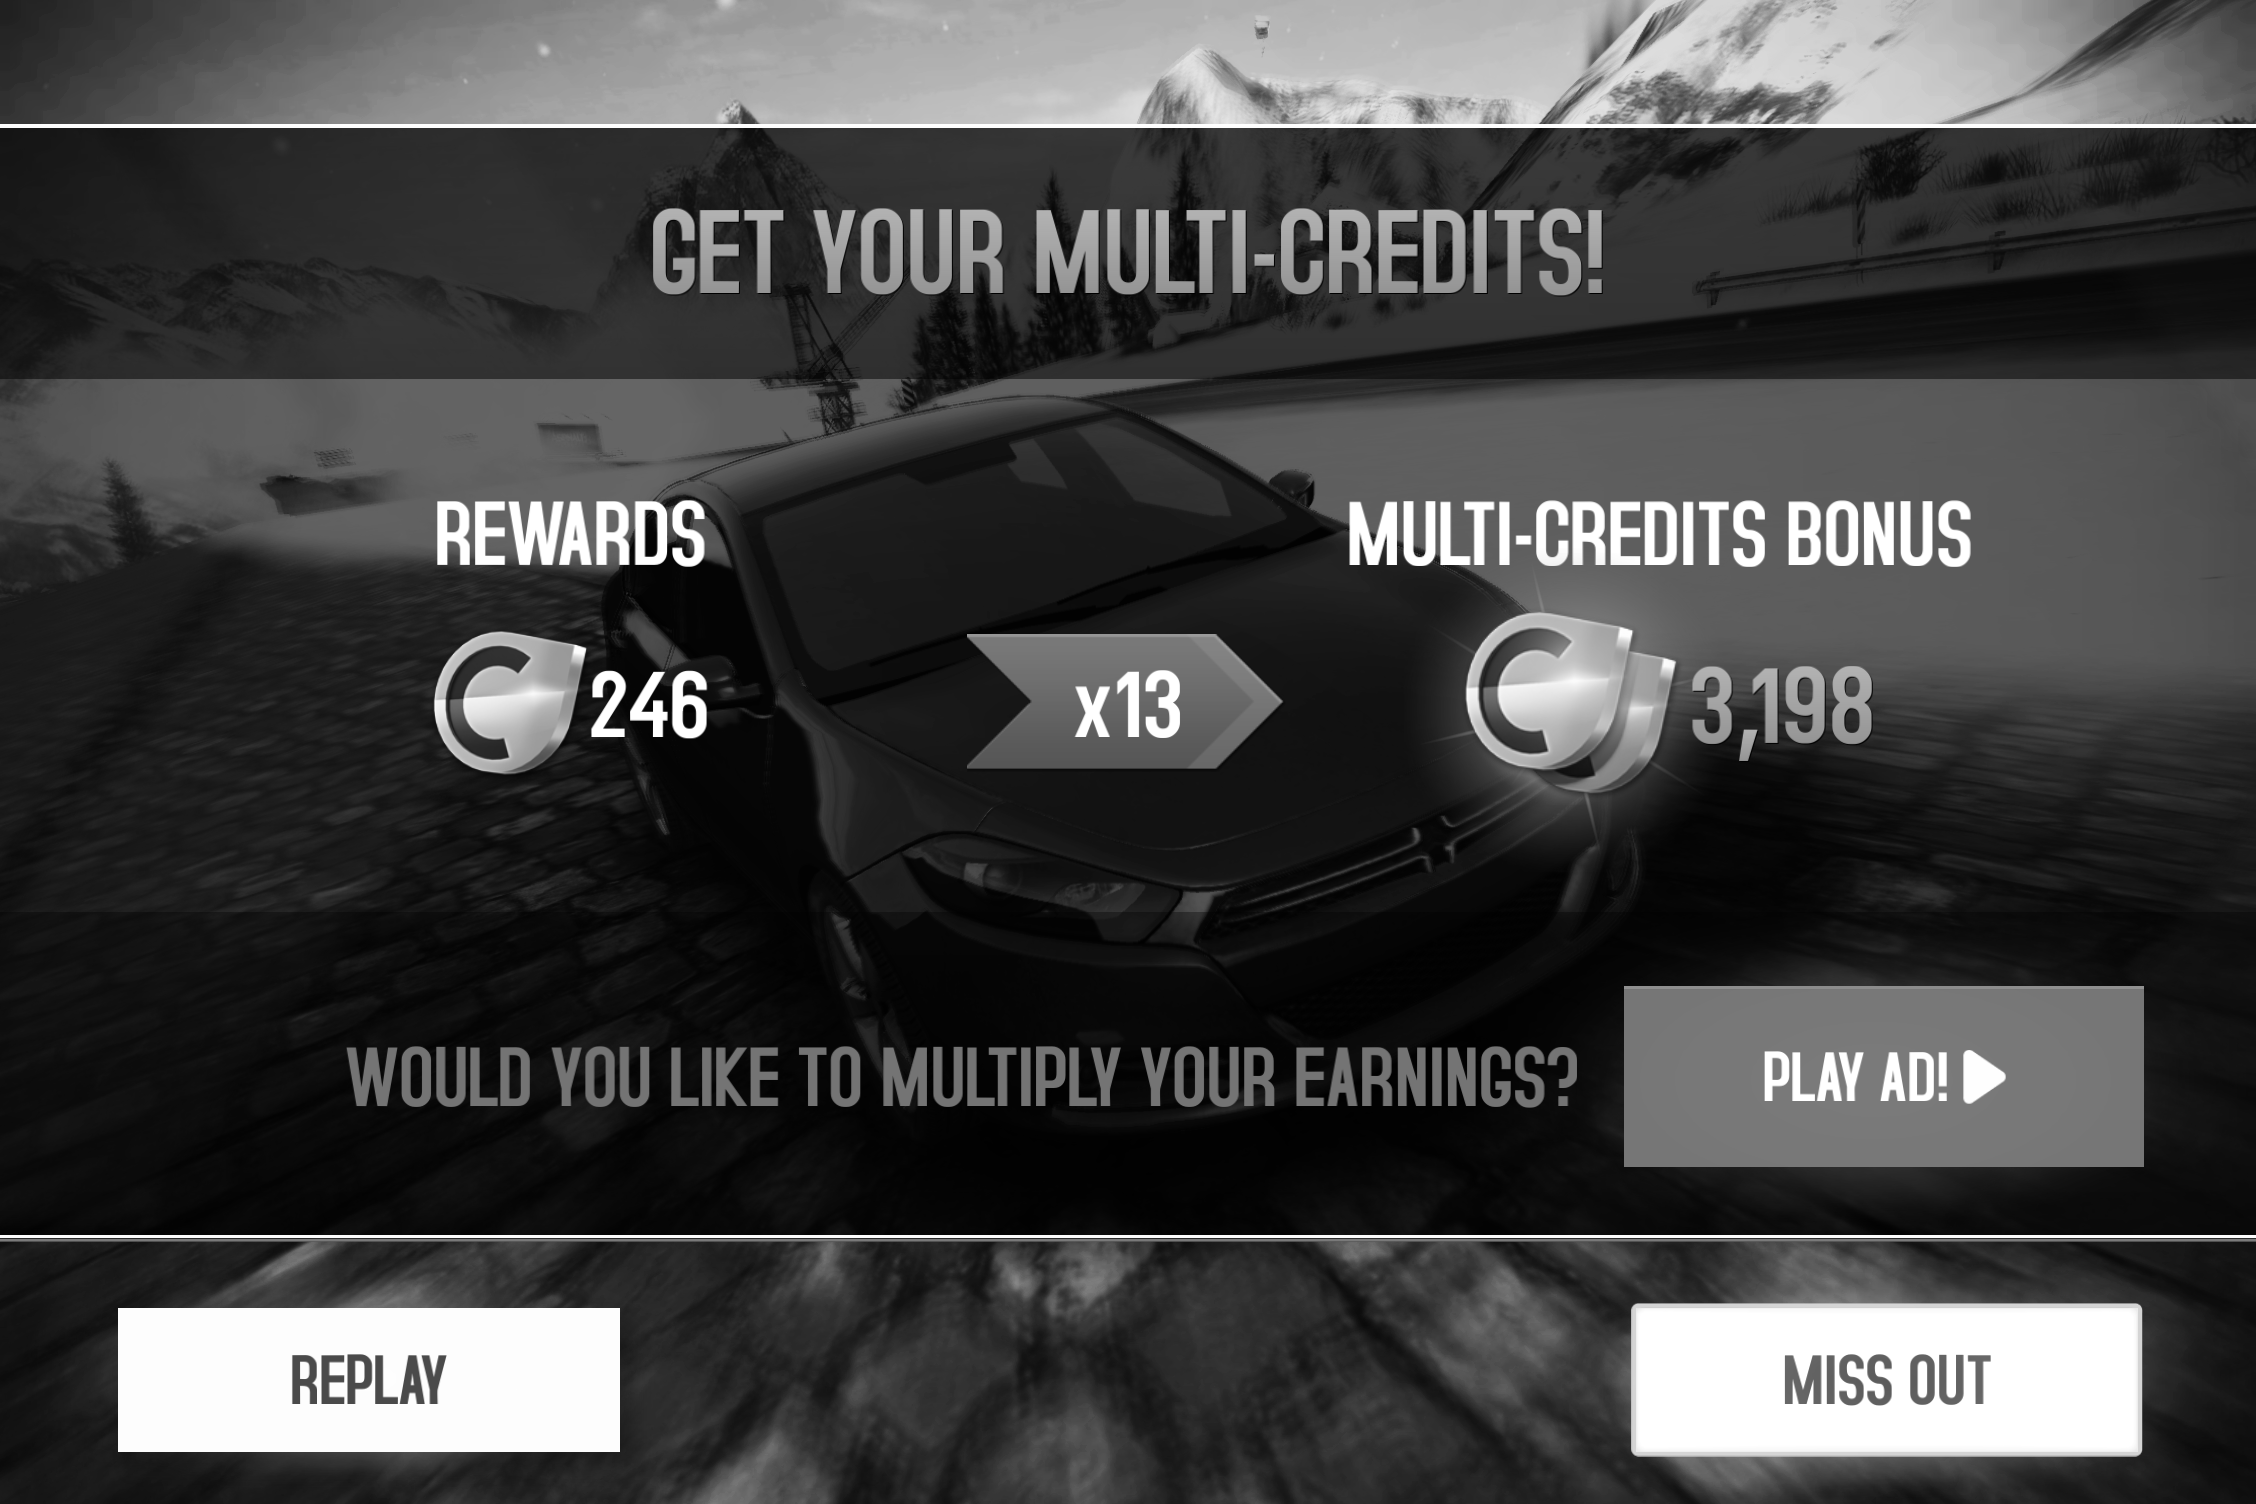 GET YOUR MULTI-CREDITS!
REWARDS
MULTI-CREDITS BONUS
246
x13
3,198
WOULD YOU LIKE TO MULTIPLY YOUR EARNINGS?
PLAY AD!
REPLAY
MISS OUT